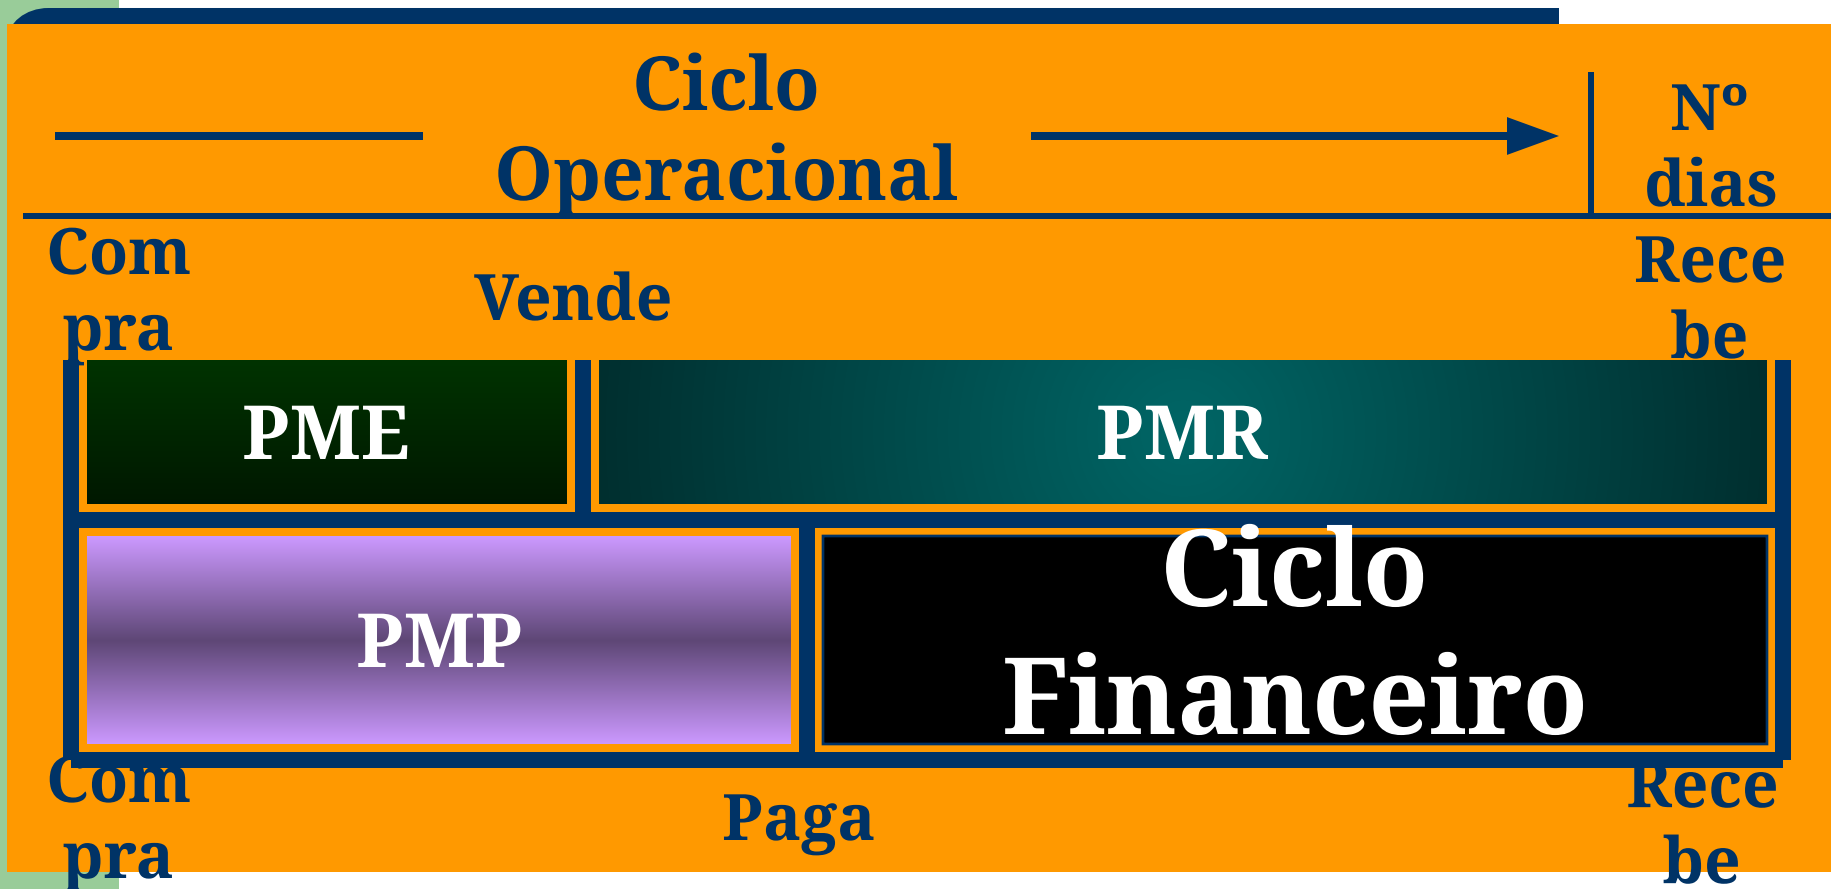 Ciclo
Operacional
Nº
dias
Com
pra
Vende
Rece
be
PME
PMR
PMP
Ciclo
Financeiro
Com
pra
Paga
Rece
be